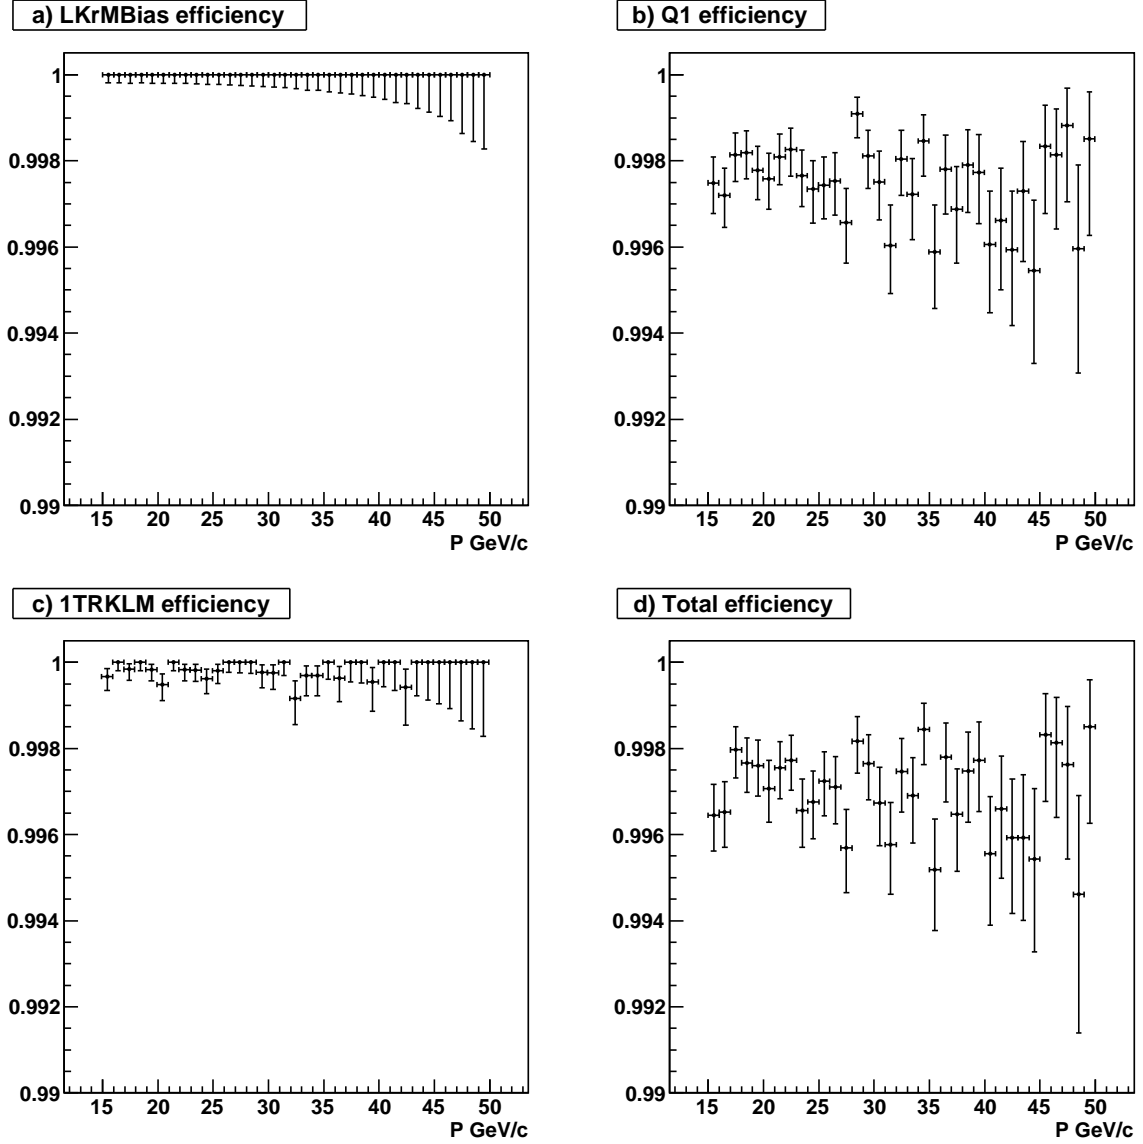 a) LKrMBias efficiency
1
0.998
0.996
0.994
0.992
0.99
15 20 25 30 35 40 45 50
P GeV/c
b) Q1 efficiency
1
0.998
0.996
0.994
0.992
0.99
15 20 25 30 35 40 45 50
P GeV/c
c) 1TRKLM efficiency
1
0.998
0.996
0.994
0.992
0.99
15 20 25 30 35 40 45 50
P GeV/c
d) Total efficiency
1
0.998
0.996
0.994
0.992
0.99
15 20 25 30 35 40 45 50
P GeV/c